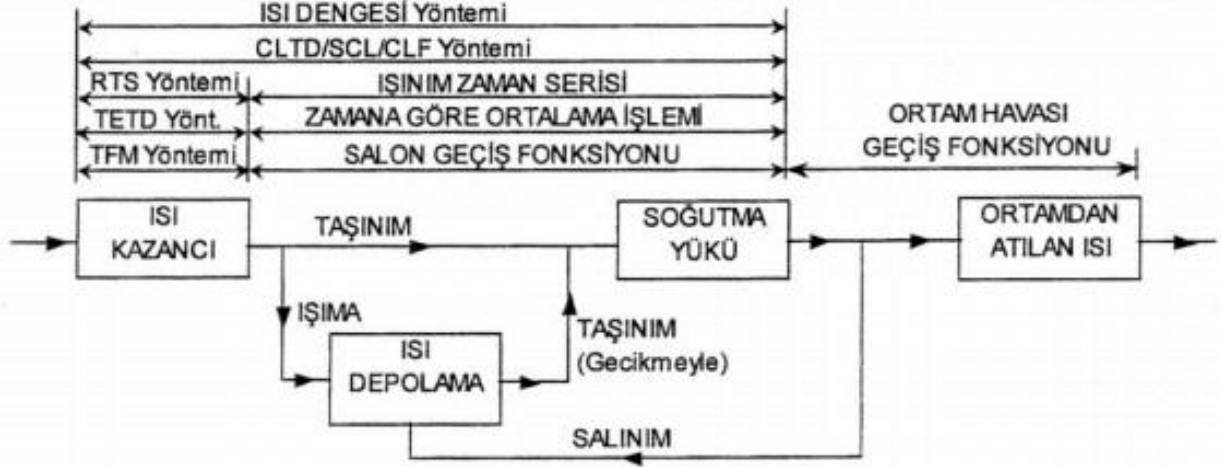 ISI DENGESİ Yöntemi
CLTD/SCL/CLF Yöntemi
RTS Yöntemi
IŞINIM ZAMAN SERİSİ
TETD Yönt.
ZAMANA GÖRE ORTALAMA İŞLEMİ
TFM Yöntemi
SALON GEÇİŞ FONKSİYONU
ORTAM HAVASI
GEÇİŞ FONKSİYONU
ISI
KAZANCI
TAŞINIM
SOĞUTMA
YÜKÜ
ORTAMDAN
ATILAN ISI
IŞIMA
ISI
DEPOLAMA
TAŞINIM
(Gecikmeyle)
SALINIM